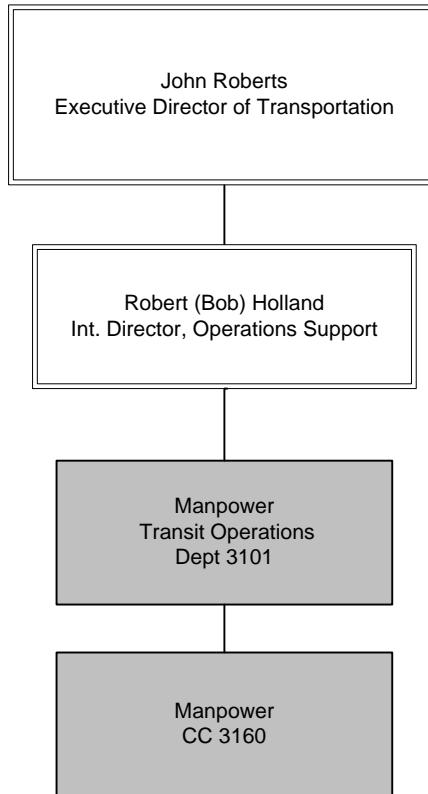 John Roberts
Executive Director of Transportation
Robert (Bob) Holland
Int. Director, Operations Support
Manpower
Transit Operations
Dept 3101
Manpower
CC 3160